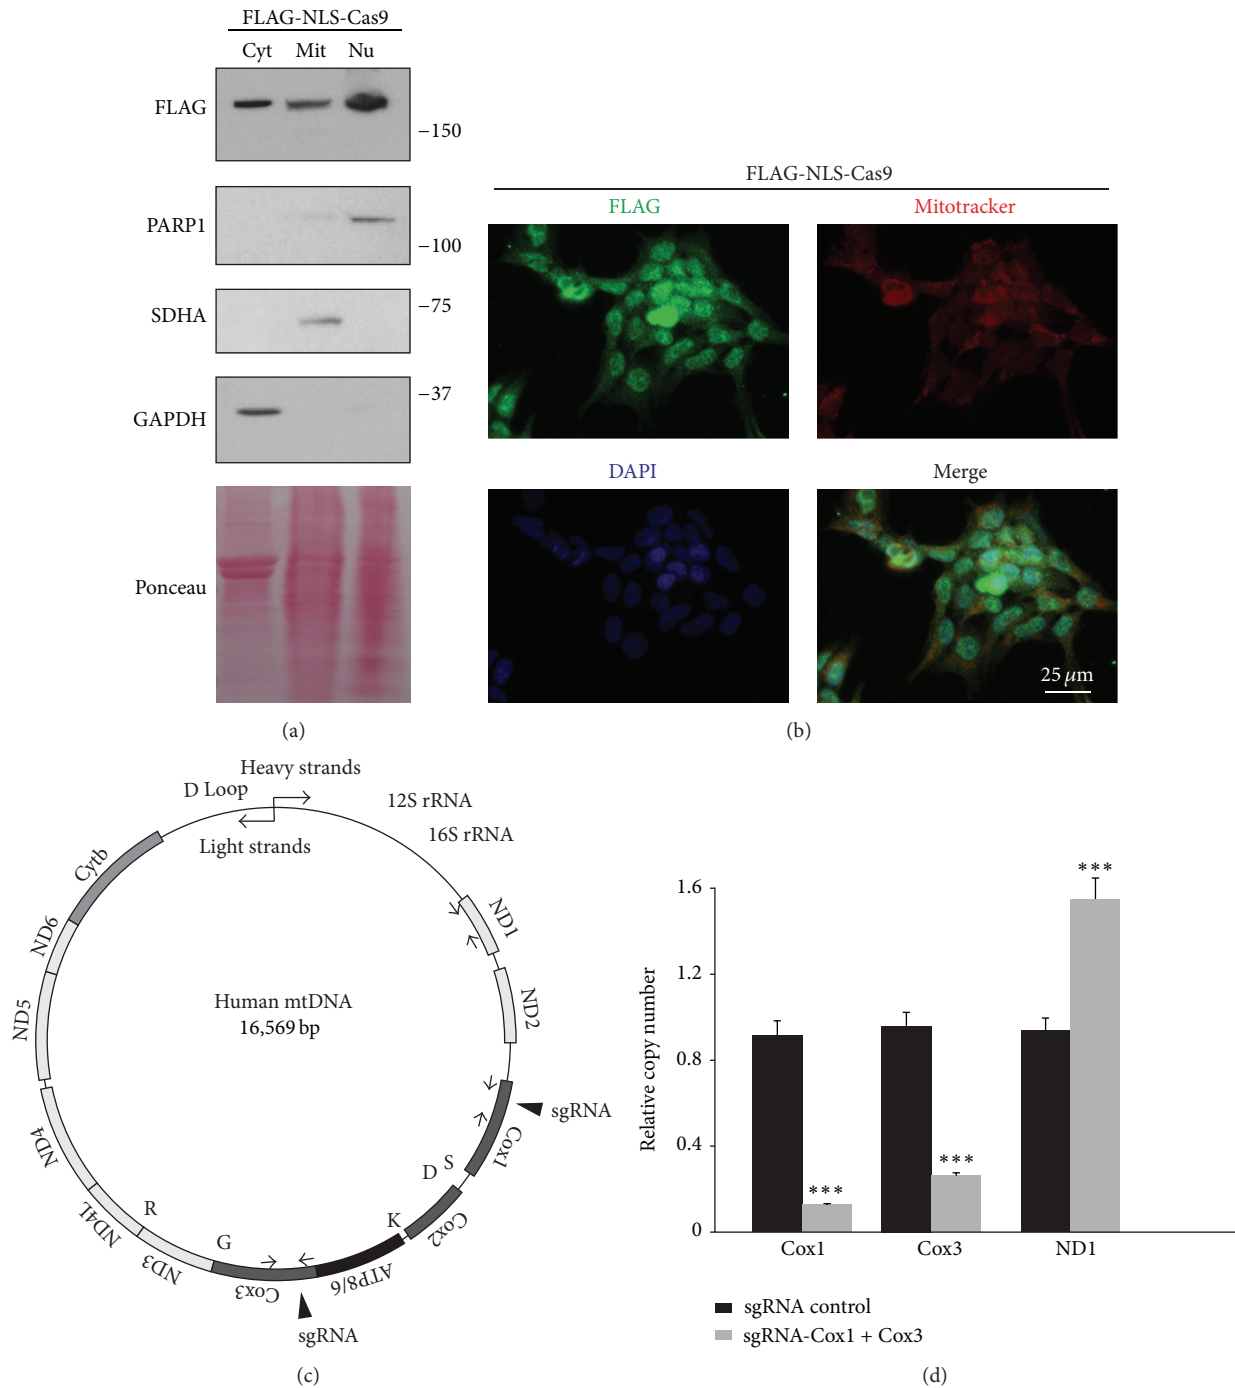 FLAG-NLS-Cas9
Cyt Mit Nu
FLAG
−150
PARP1
−100
SDHA
−75
GAPDH
−37
Ponceau
(a)
FLAG-NLS-Cas9
FLAG
Mitotracker
DAPI
Merge
25 μm
(b)
Heavy strands
D Loop
Light strands
12S rRNA
16S rRNA
ND1
ND2
sgRNA
Cox1
S
D
Cox2
K
ATP8/6
sgRNA
Cox3
G
ND3
R
ND4L
ND4
ND5
ND6
Cytb
Human mtDNA
16,569 bp
(c)
Relative copy number
1.6
1.2
0.8
0.4
0
***
***
***
Cox1
Cox3
ND1
sgRNA control
sgRNA-Cox1 + Cox3
(d)